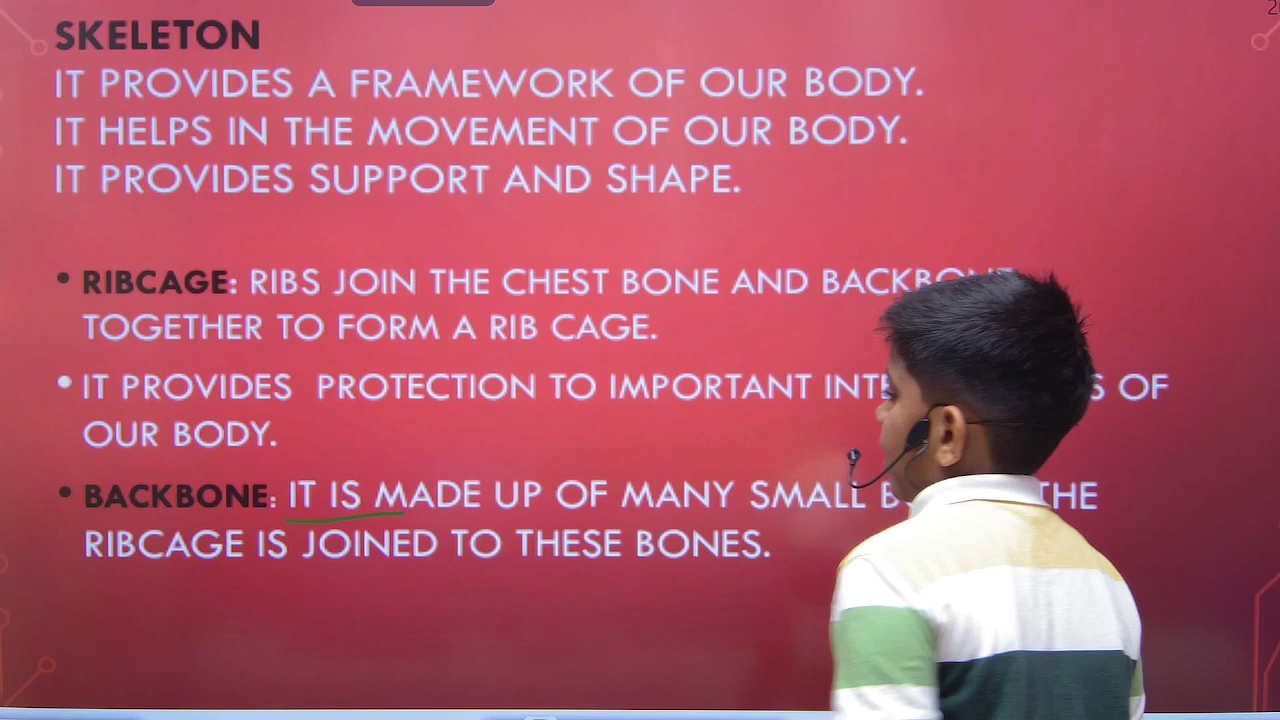 SKELETON
IT PROVIDES A FRAMEWORK OF OUR BODY.
IT HELPS IN THE MOVEMENT OF OUR BODY.
IT PROVIDES SUPPORT AND SHAPE.
• RIBCAGE: RIBS JOIN THE CHEST BONE AND BACKBONE
TOGETHER TO FORM A RIB CAGE.
• IT PROVIDES PROTECTION TO IMPORTANT OF
OUR BODY.
• BACKBONE: IT IS MADE UP OF MANY SMALL THE
RIBCAGE IS JOINED TO THESE BONES.